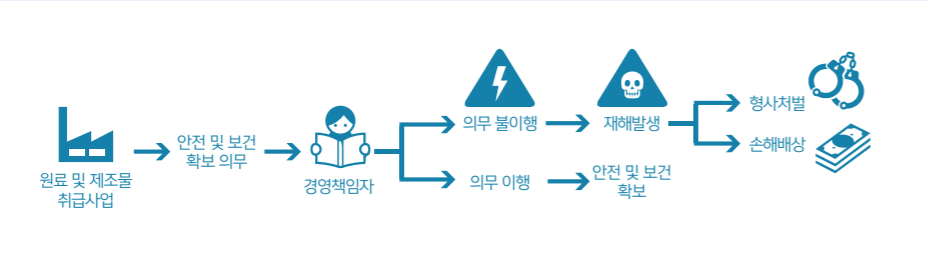 원료 및 제조물
취급사업
안전 및 보건
확보 의무
경영책임자
의무 불이행
재해발생
형사처벌
손해배상
의무 이행
안전 및 보건
확보